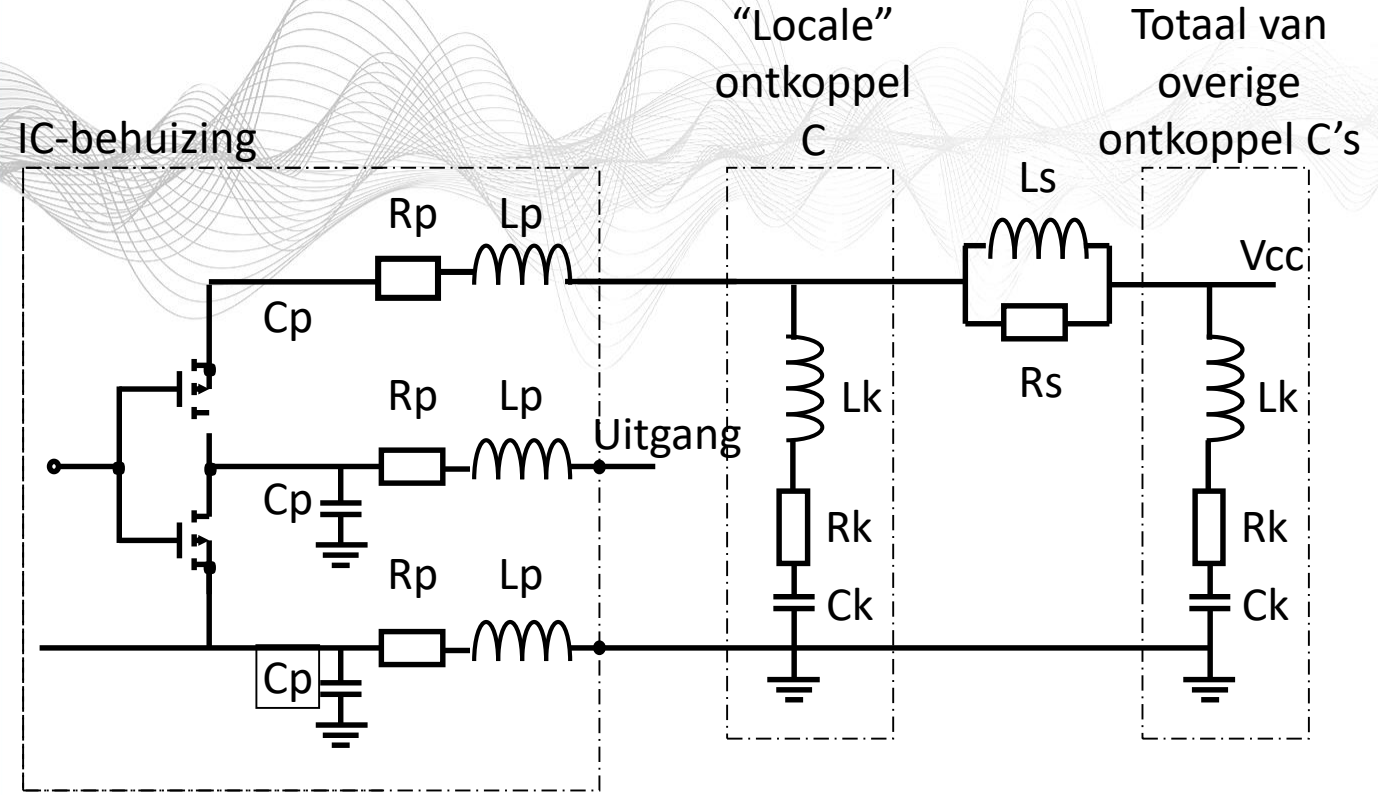 “Locale”
ontkoppel
C
Totaal van
overige
ontkoppel C’s
IC-behuizing
Rp Lp
Ls
Vcc
Cp
Rs
Rp Lp
Uitgang
Lk
Lk
Cp
Rk
Rk
Rp Lp
Ck
Ck
Cp